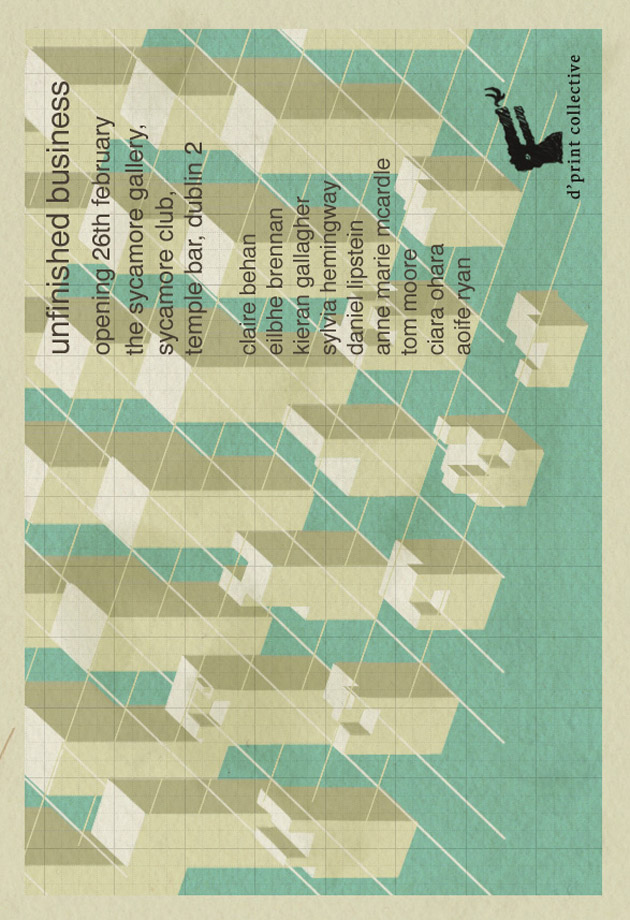 unfinished business
opening 26th february
the sycamore gallery,
sycamore club,
temple bar, dublin 2
claire behan
eilbhe brennan
kieran gallagher
sylvia hemingway
daniel lipstein
anne marie mcardle
tom moore
ciara ohara
aoife ryan
d'print collective